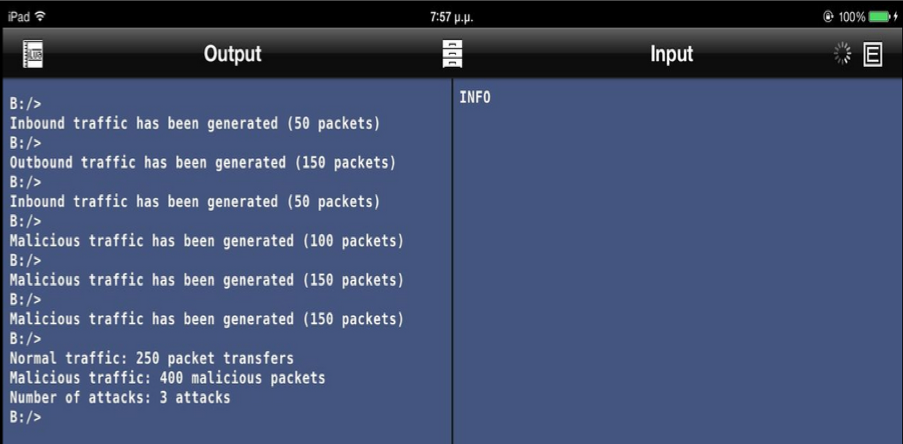 iPad
7:57 μ.μ.
100%
Output
Input
E
B:/>
Inbound traffic has been generated (50 packets)
B:/>
Outbound traffic has been generated (150 packets)
B:/>
Inbound traffic has been generated (50 packets)
B:/>
Malicious traffic has been generated (100 packets)
B:/>
Malicious traffic has been generated (150 packets)
B:/>
Malicious traffic has been generated (150 packets)
B:/>
Normal traffic: 250 packet transfers
Malicious traffic: 400 malicious packets
Number of attacks: 3 attacks
B:/>
INFO